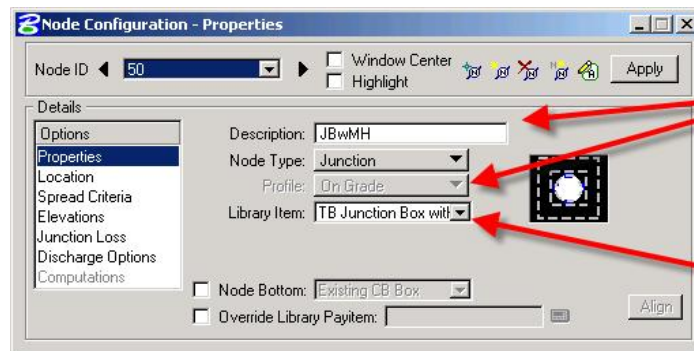 Node Configuration - Properties
Node ID 50 Window Center
Highlight
Apply
Details
Options
Properties
Location
Spread Criteria
Elevations
Junction Loss
Discharge Options
Computations
Description: JBwMH
Node Type: Junction
Profile: On Grade
Library Item: TB Junction Box with
Node Bottom: Existing CB Box
Override Library Payitem:
Align